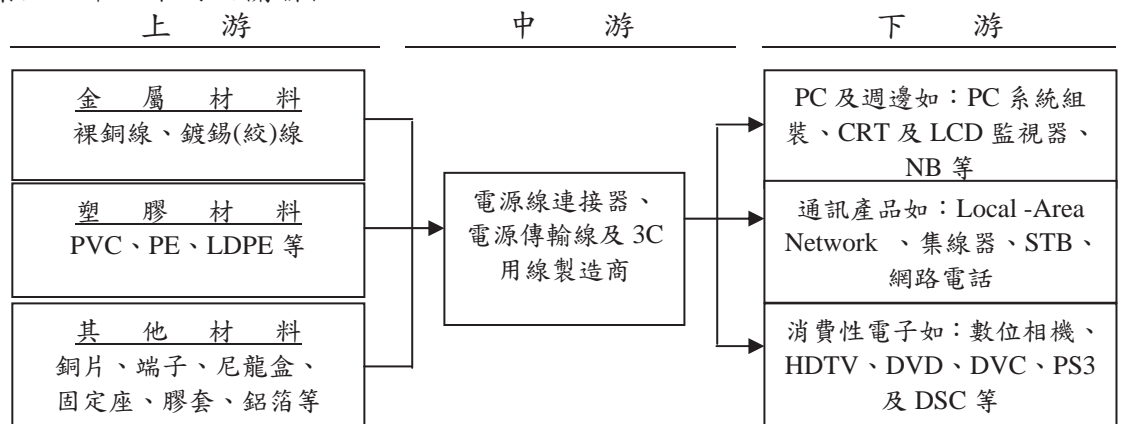 上 游
中 游
下 游
金 屬 材 料
裸銅線、鍍錫(絞)線
塑 膠 材 料
PVC、PE、LDPE 等
其 他 材 料
銅片、端子、尼龍盒、
固定座、膠套、鋁箔等
電源線連接器、
電源傳輸線及 3C
用線製造商
PC 及週邊如：PC 系統組
裝、CRT 及 LCD 監視器、
NB 等
通訊產品如：Local -Area
Network 、集線器、STB、
網路電話
消費性電子如：數位相機、
HDTV、DVD、DVC、PS3
及 DSC 等